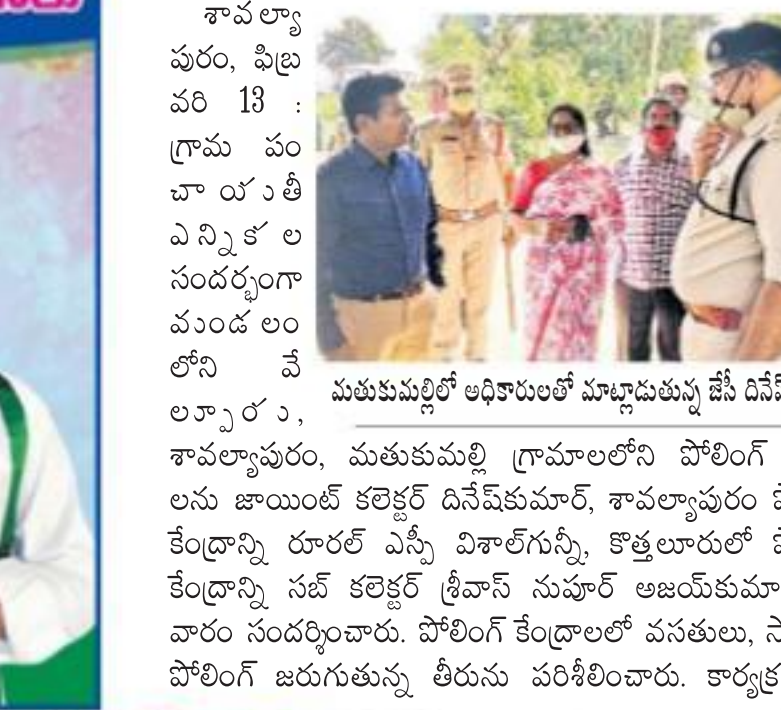 శావల్యా
పురం, ఫిబ్ర
వరి 13 :
గ్రామ పం
చాయతీ
ఎన్నికల
సందర్భంగా
మండలం
లోని వే
ల్పూరు,
మతుకుమల్లిలో అధికారులతో మాట్లాడుతున్న జేసీ దినేష్
శావల్యాపురం, మతుకుమల్లి గ్రామాలలోని పోలింగ్
లను జాయింట్ కలెక్టర్ దినేష్‌కుమార్, శావల్యాపురం
కేంద్రాన్ని రూరల్ ఎస్పీ విశాల్‌గున్నీ, కొత్తలూరులో
కేంద్రాన్ని సబ్ కలెక్టర్ శ్రీవాస్ నుపూర్ అజయ్‌కుమా
వారం సందర్శించారు. పోలింగ్ కేంద్రాలలో వసతులు,
పోలింగ్ జరుగుతున్న తీరును పరిశీలించారు. కార్యక్ర